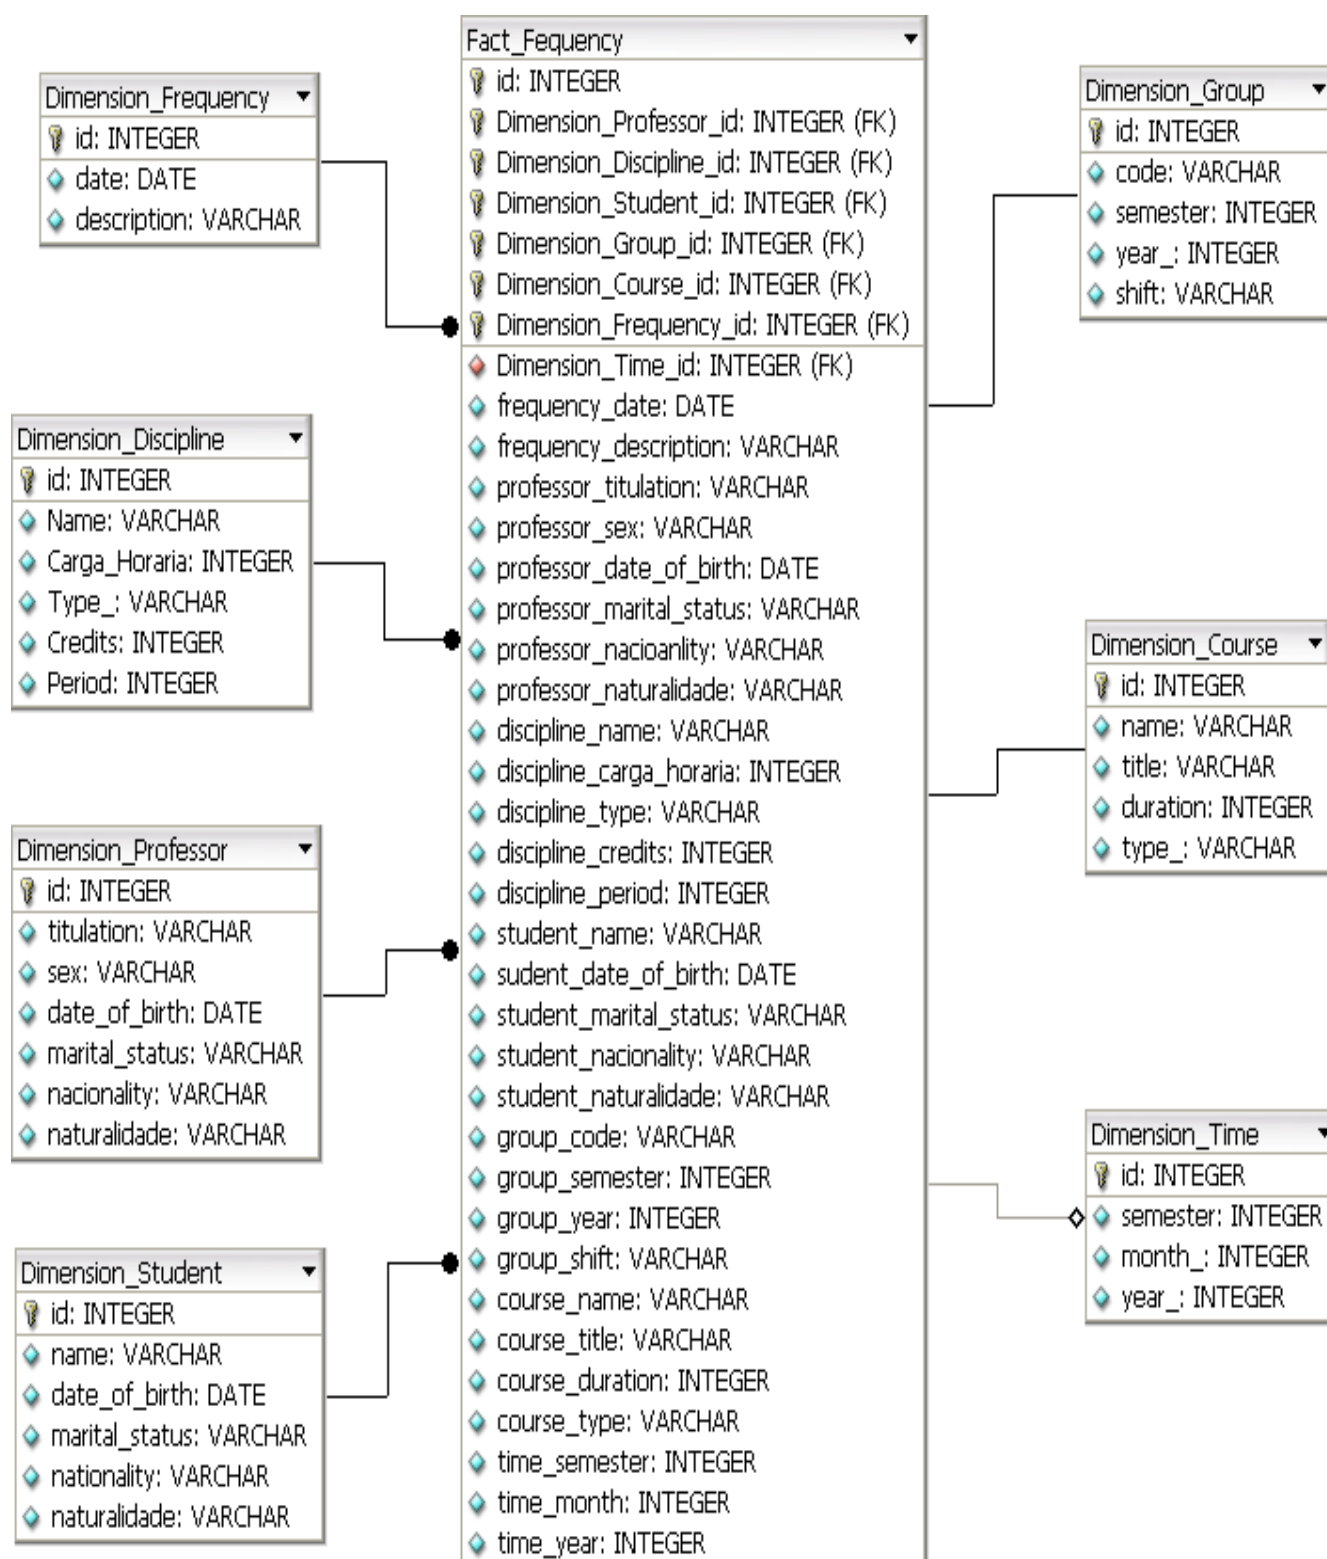 Dimension_Frequency
id: INTEGER
date: DATE
description: VARCHAR
Dimension_Discipline
id: INTEGER
Name: VARCHAR
Carga_Horaria: INTEGER
Type_: VARCHAR
Credits: INTEGER
Period: INTEGER
Dimension_Professor
id: INTEGER
titulation: VARCHAR
sex: VARCHAR
date_of_birth: DATE
marital_status: VARCHAR
nacionality: VARCHAR
naturalidade: VARCHAR
Dimension_Student
id: INTEGER
name: VARCHAR
date_of_birth: DATE
marital_status: VARCHAR
nationality: VARCHAR
naturalidade: VARCHAR
Fact_Fequency
id: INTEGER
Dimension_Professor_id: INTEGER (FK)
Dimension_Discipline_id: INTEGER (FK)
Dimension_Student_id: INTEGER (FK)
Dimension_Group_id: INTEGER (FK)
Dimension_Course_id: INTEGER (FK)
Dimension_Frequency_id: INTEGER (FK)
Dimension_Time_id: INTEGER (FK)
frequency_date: DATE
frequency_description: VARCHAR
professor_titulation: VARCHAR
professor_sex: VARCHAR
professor_date_of_birth: DATE
professor_marital_status: VARCHAR
professor_nacioanlity: VARCHAR
professor_naturalidade: VARCHAR
discipline_name: VARCHAR
discipline_carga_horaria: INTEGER
discipline_type: VARCHAR
discipline_credits: INTEGER
discipline_period: INTEGER
student_name: VARCHAR
sudent_date_of_birth: DATE
student_marital_status: VARCHAR
student_nacionality: VARCHAR
student_naturalidade: VARCHAR
group_code: VARCHAR
group_semester: INTEGER
group_year: INTEGER
group_shift: VARCHAR
course_name: VARCHAR
course_title: VARCHAR
course_duration: INTEGER
course_type: VARCHAR
time_semester: INTEGER
time_month: INTEGER
time_year: INTEGER
Dimension_Group
id: INTEGER
code: VARCHAR
semester: INTEGER
year_: INTEGER
shift: VARCHAR
Dimension_Course
id: INTEGER
name: VARCHAR
title: VARCHAR
duration: INTEGER
type_: VARCHAR
Dimension_Time
id: INTEGER
semester: INTEGER
month_: INTEGER
year_: INTEGER